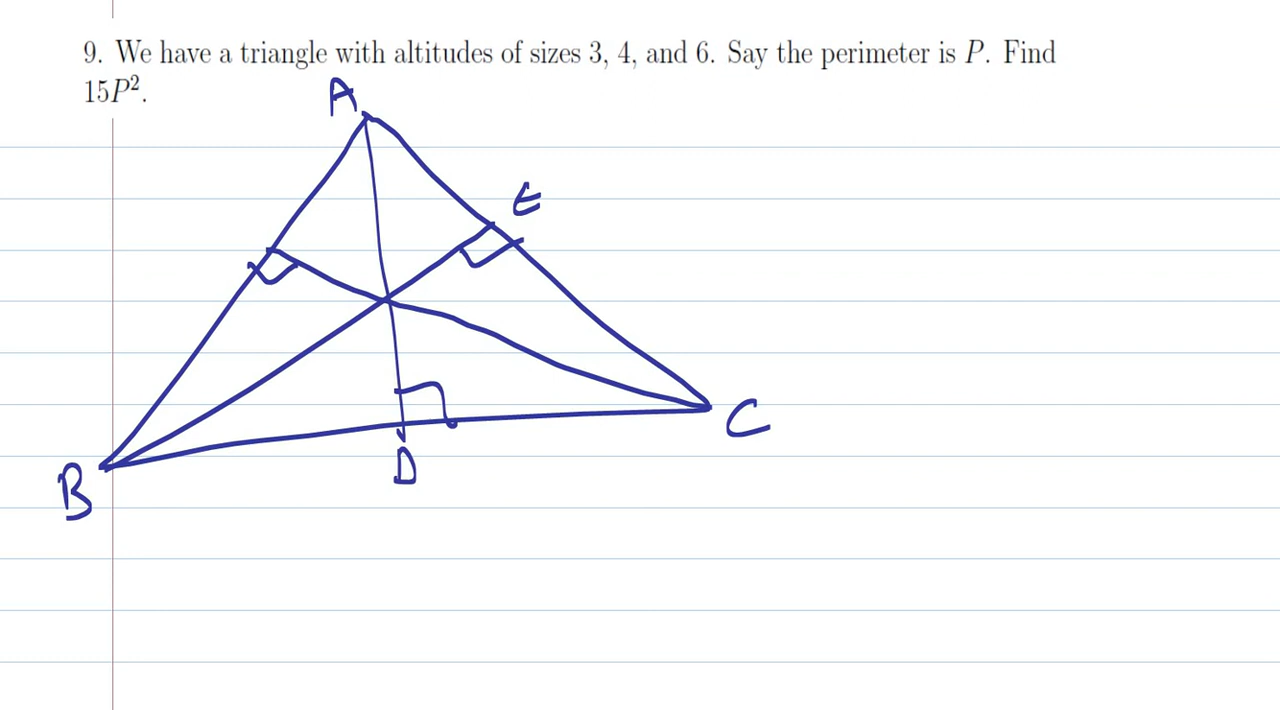 9. We have a triangle with altitudes of sizes 3, 4, and 6. Say the perimeter is P. Find
15P².
A
E
C
D
B